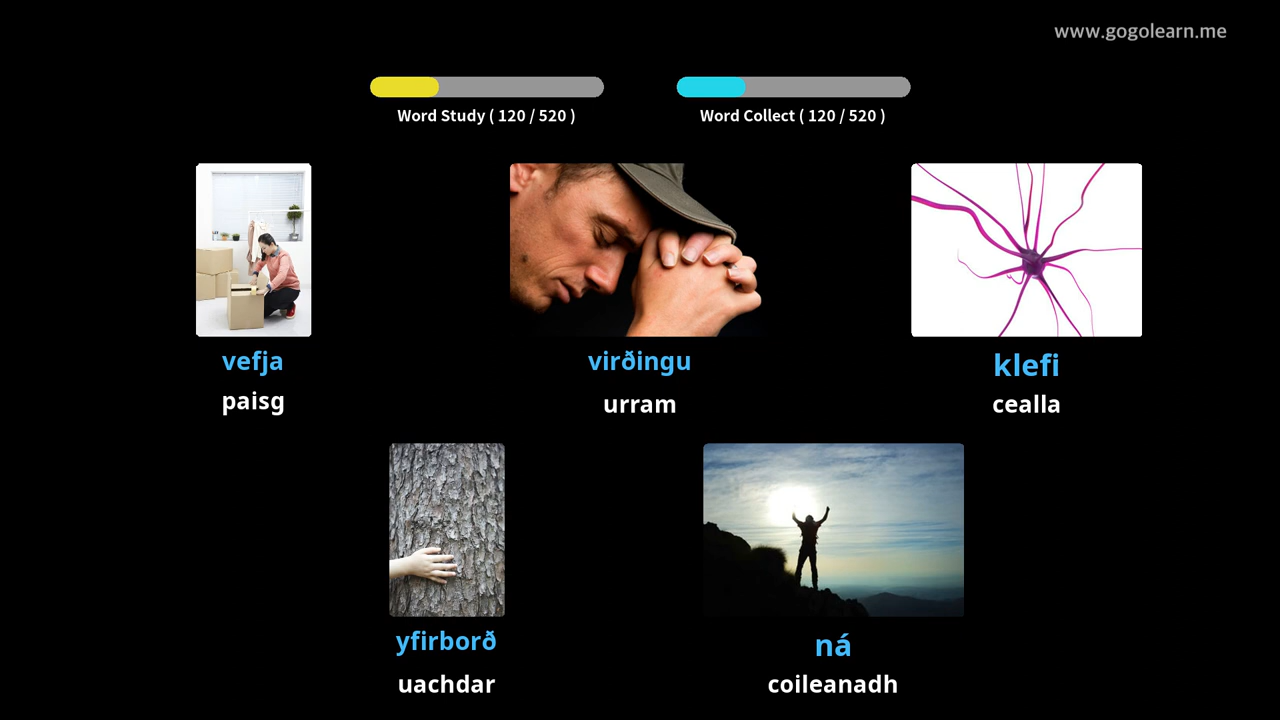 www.gogolearn.me
Word Study ( 120 / 520 )
Word Collect ( 120 / 520 )
vefja
paisg
virðingu
urram
klefi
cealla
yfirborð
uachdar
ná
coileanadh